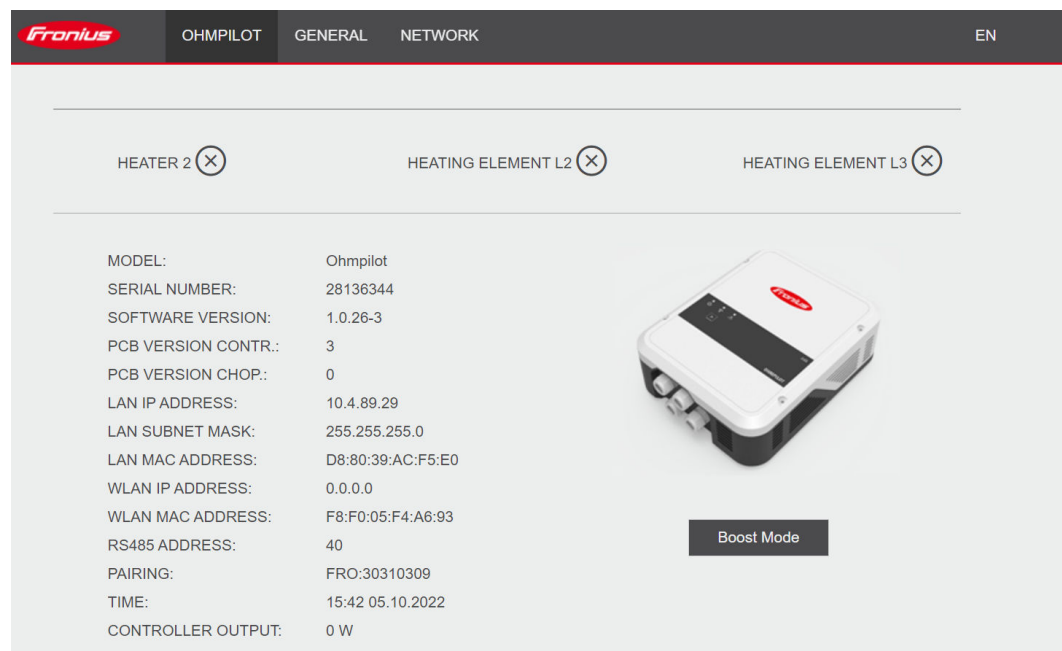 Fronius OHMPILOT GENERAL NETWORK EN
HEATER 2 HEATING ELEMENT L2 HEATING ELEMENT L3
MODEL: Ohmpilot
SERIAL NUMBER: 28136344
SOFTWARE VERSION: 1.0.26-3
PCB VERSION CONTR.: 3
PCB VERSION CHOP.: 0
LAN IP ADDRESS: 10.4.89.29
LAN SUBNET MASK: 255.255.255.0
LAN MAC ADDRESS: D8:80:39:AC:F5:E0
WLAN IP ADDRESS: 0.0.0.0
WLAN MAC ADDRESS: F8:F0:05:F4:A6:93
RS485 ADDRESS: 40
PAIRING: FRO:30310309
TIME: 15:42 05.10.2022
CONTROLLER OUTPUT: 0 W
Fronius
Boost Mode